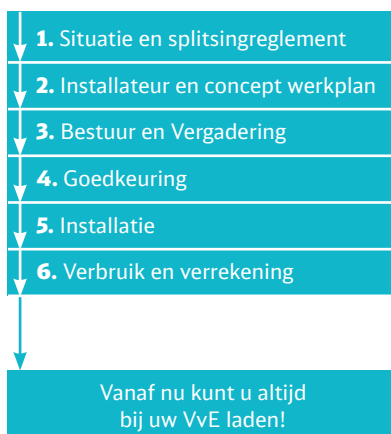 1. Situatie en splitsingreglement
2. Installateur en concept werkplan
3. Bestuur en Vergadering
4. Goedkeuring
5. Installatie
6. Verbruik en verrekening
Vanaf nu kunt u altijd
bij uw VvE laden!